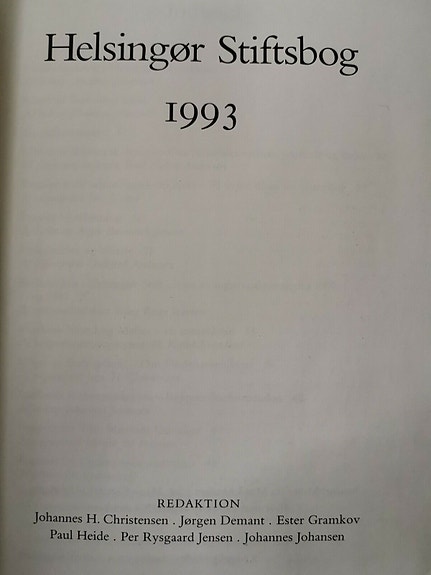 Helsingør Stiftsbog
1993
REDAKTION
Johannes H. Christensen . Jørgen Demant . Ester Gramkov
Paul Heide . Per Rysgaard Jensen . Johannes Johansen